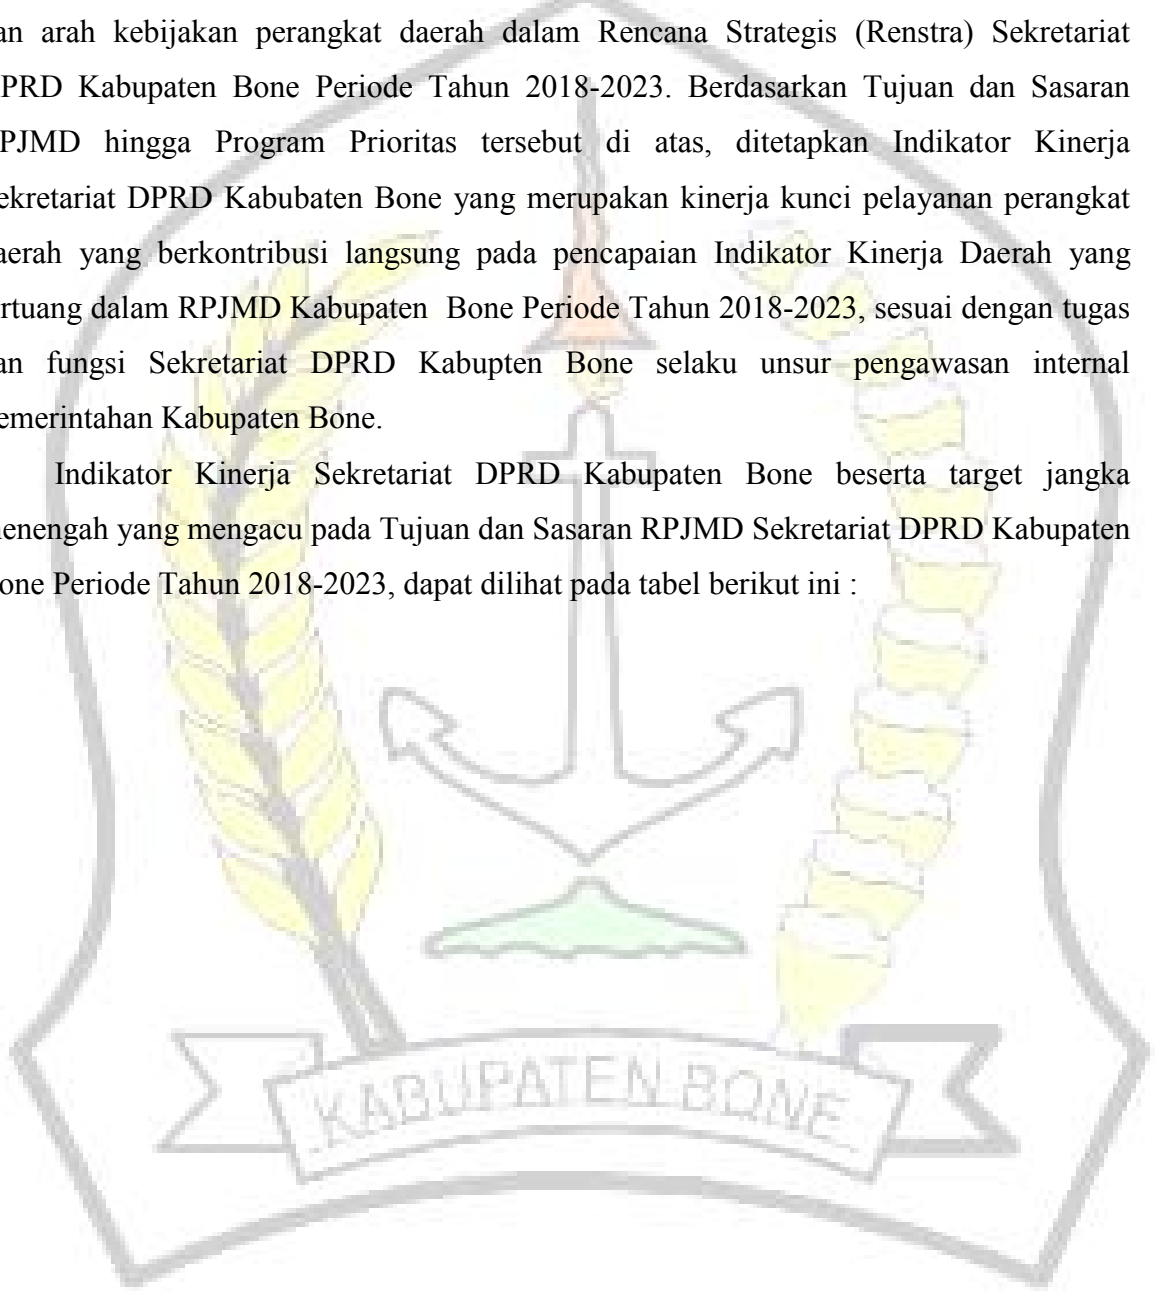 an arah kebijakan perangkat daerah dalam Rencana Strategis (Renstra) Sekretariat
PRD Kabupaten Bone Periode Tahun 2018-2023. Berdasarkan Tujuan dan Sasaran
PJMD hingga Program Prioritas tersebut di atas, ditetapkan Indikator Kinerja
ekretariat DPRD Kabubaten Bone yang merupakan kinerja kunci pelayanan perangkat
aerah yang berkontribusi langsung pada pencapaian Indikator Kinerja Daerah yang
rtuang dalam RPJMD Kabupaten Bone Periode Tahun 2018-2023, sesuai dengan tugas
an fungsi Sekretariat DPRD Kabupten Bone selaku unsur pengawasan internal
emerintahan Kabupaten Bone.
Indikator Kinerja Sekretariat DPRD Kabupaten Bone beserta target jangka
menengah yang mengacu pada Tujuan dan Sasaran RPJMD Sekretariat DPRD Kabupaten
one Periode Tahun 2018-2023, dapat dilihat pada tabel berikut ini :
KABUPATEN BONE